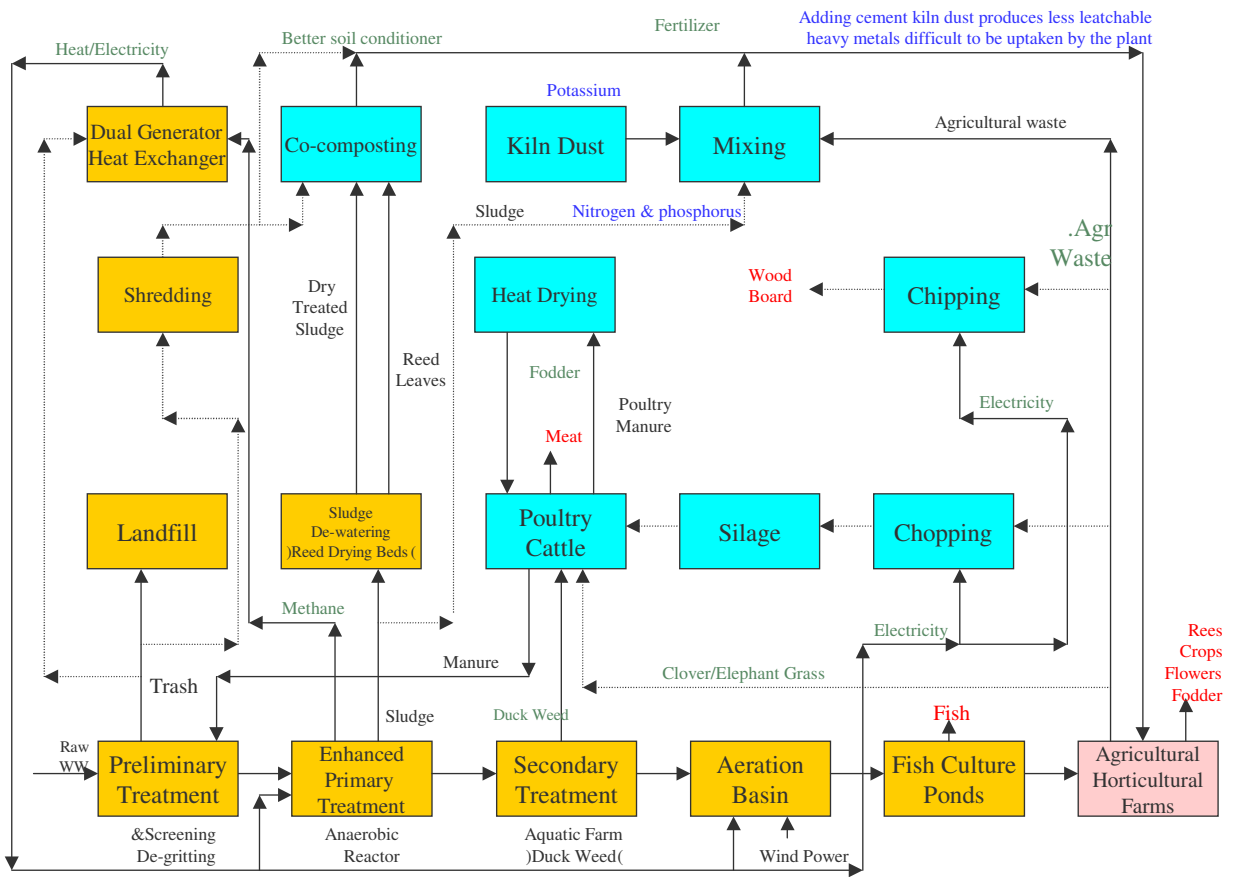 Adding cement kiln dust produces less leatchable
heavy metals difficult to be uptaken by the plant
Fertilizer
Better soil conditioner
Heat/Electricity
Potassium
Dual Generator
Heat Exchanger
Co-composting
Kiln Dust
Mixing
Agricultural waste
Sludge
Nitrogen & phosphorus
.Agr
Waste
Shredding
Dry
Treated
Sludge
Heat Drying
Wood
Board
Chipping
Reed
Leaves
Fodder
Poultry
Manure
Electricity
Meat
Landfill
Sludge
De-watering
)Reed Drying Beds (
Poultry
Cattle
Silage
Chopping
Methane
Electricity
Manure
Clover/Elephant Grass
Rees
Crops
Flowers
Fodder
Trash
Sludge
Duck Weed
Fish
Raw
WW
Preliminary
Treatment
Enhanced
Primary
Treatment
Secondary
Treatment
Aeration
Basin
Fish Culture
Ponds
Agricultural
Horticultural
Farms
&Screening
De-gritting
Anaerobic
Reactor
Aquatic Farm
)Duck Weed(
Wind Power